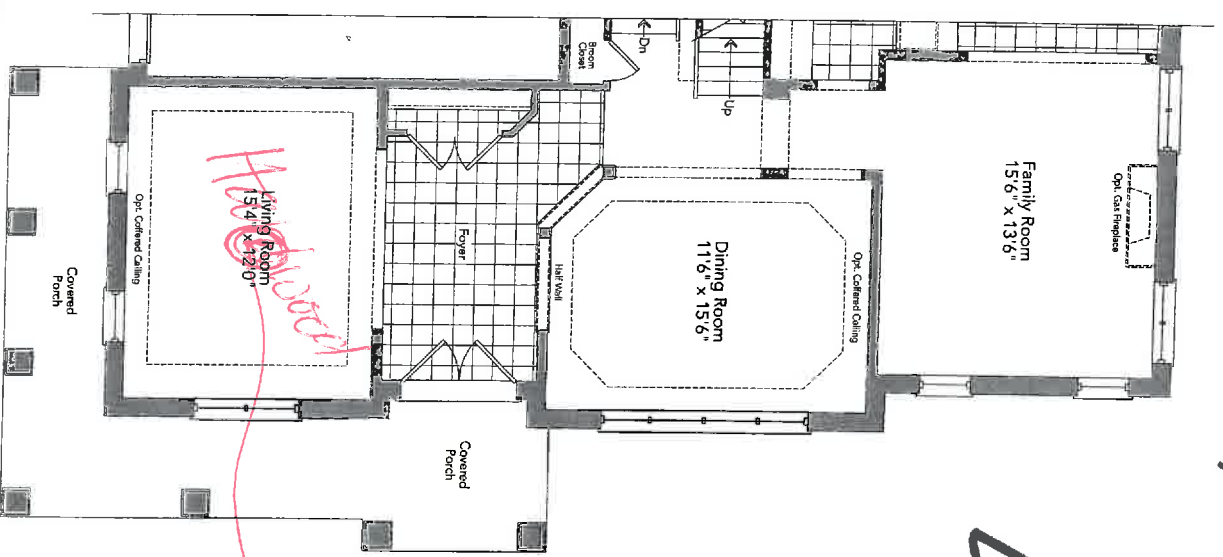 Broom
Closet
Dn
Up
Family Room
15'6" x 13'6"
Opt. Gas Fireplace
Living Room
15'4" x 12'0"
Hardwood
Opt. Coffered Ceiling
Foyer
Half Wall
Dining Room
11'6" x 15'6"
Opt. Coffered Ceiling
Covered
Porch
Covered
Porch